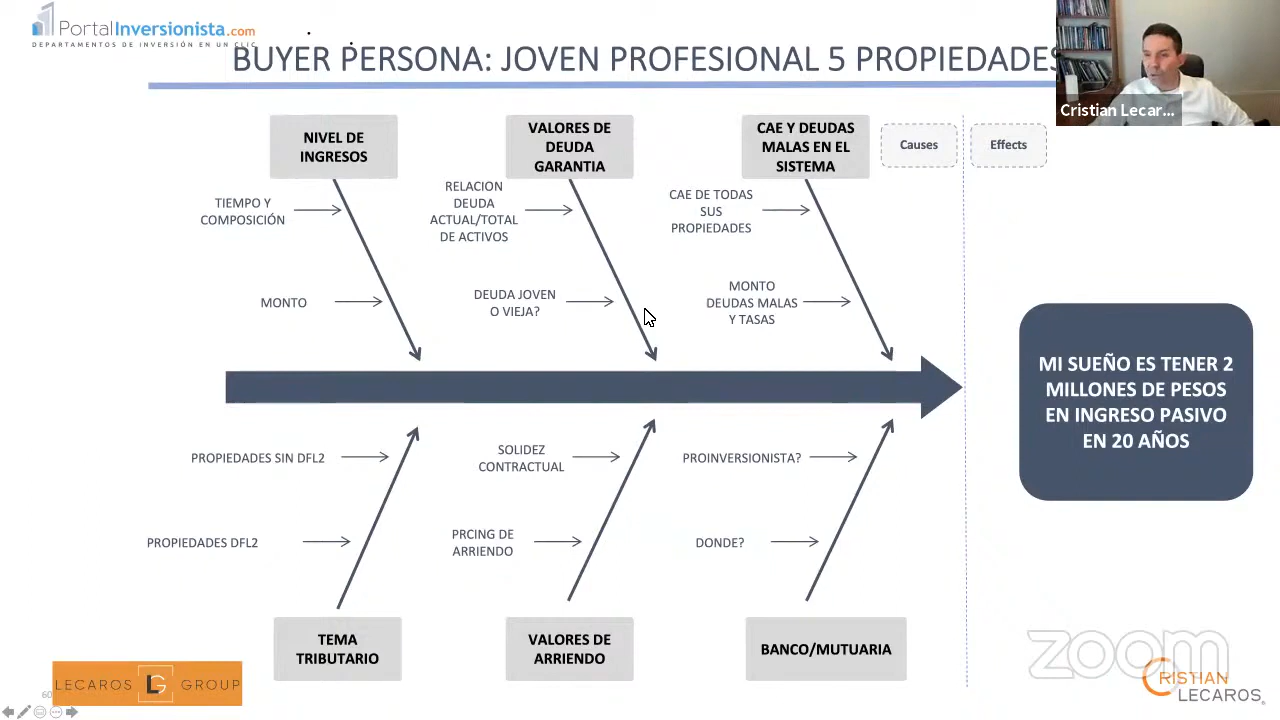 PortalInversionista.com
DEPARTAMENTOS DE INVERSIÓN EN UN CLIC
BUYER PERSONA: JOVEN PROFESIONAL 5 PROPIEDADES
Cristian Lecar...
NIVEL DE
INGRESOS
VALORES DE
DEUDA
GARANTIA
CAE Y DEUDAS
MALAS EN EL
SISTEMA
Causes
Effects
TIEMPO Y
COMPOSICIÓN
RELACION
DEUDA
ACTUAL/TOTAL
DE ACTIVOS
CAE DE TODAS
SUS
PROPIEDADES
MONTO
DEUDA JOVEN
O VIEJA?
MONTO
DEUDAS MALAS
Y TASAS
MI SUEÑO ES TENER 2
MILLONES DE PESOS
EN INGRESO PASIVO
EN 20 AÑOS
PROPIEDADES SIN DFL2
SOLIDEZ
CONTRACTUAL
PROINVERSIONISTA?
PROPIEDADES DFL2
PRCING DE
ARRIENDO
DONDE?
TEMA
TRIBUTARIO
VALORES DE
ARRIENDO
BANCO/MUTUARIA
zoom
LECAROS LG GROUP
CRISTIAN
LECAROS
60